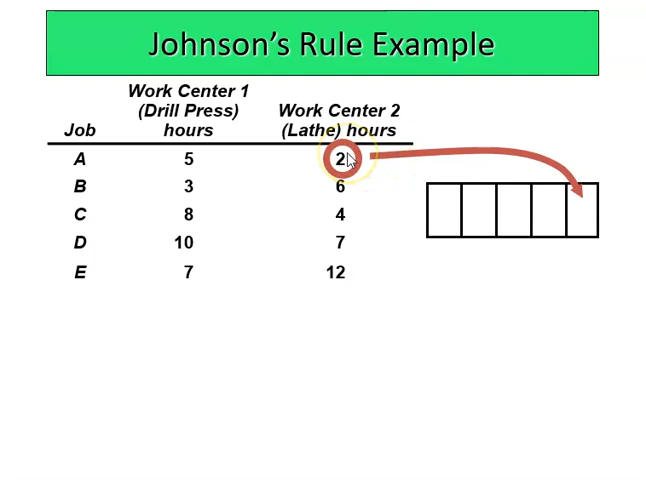 Johnson's Rule Example
Work Center 1
(Drill Press) Work Center 2
Job hours (Lathe) hours
A 5 2
B 3 6
C 8 4
D 10 7
E 7 12